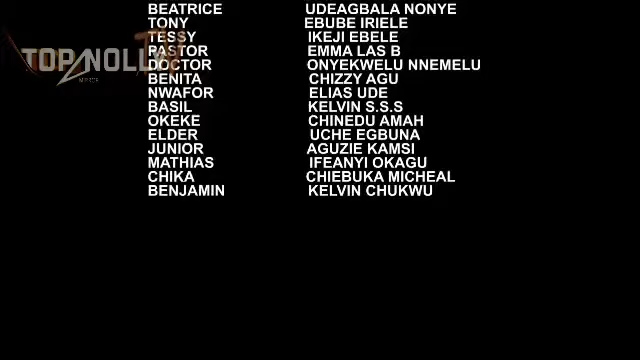 BEATRICE UDEAGBALA NONYE
TONY EBUBE IRIELE
TESSY IKEJI EBELE
PASTOR EMMA LAS B
DOCTOR ONYEKWELU NNEMELU
BENITA CHIZZY AGU
NWAFOR ELIAS UDE
BASIL KELVIN S.S.S
OKEKE CHINEDU AMAH
ELDER UCHE EGBUNA
JUNIOR AGUZIE KAMSI
MATHIAS IFEANYI OKAGU
CHIKA CHIEBUKA MICHEAL
BENJAMIN KELVIN CHUKWU
TOP NOLLY